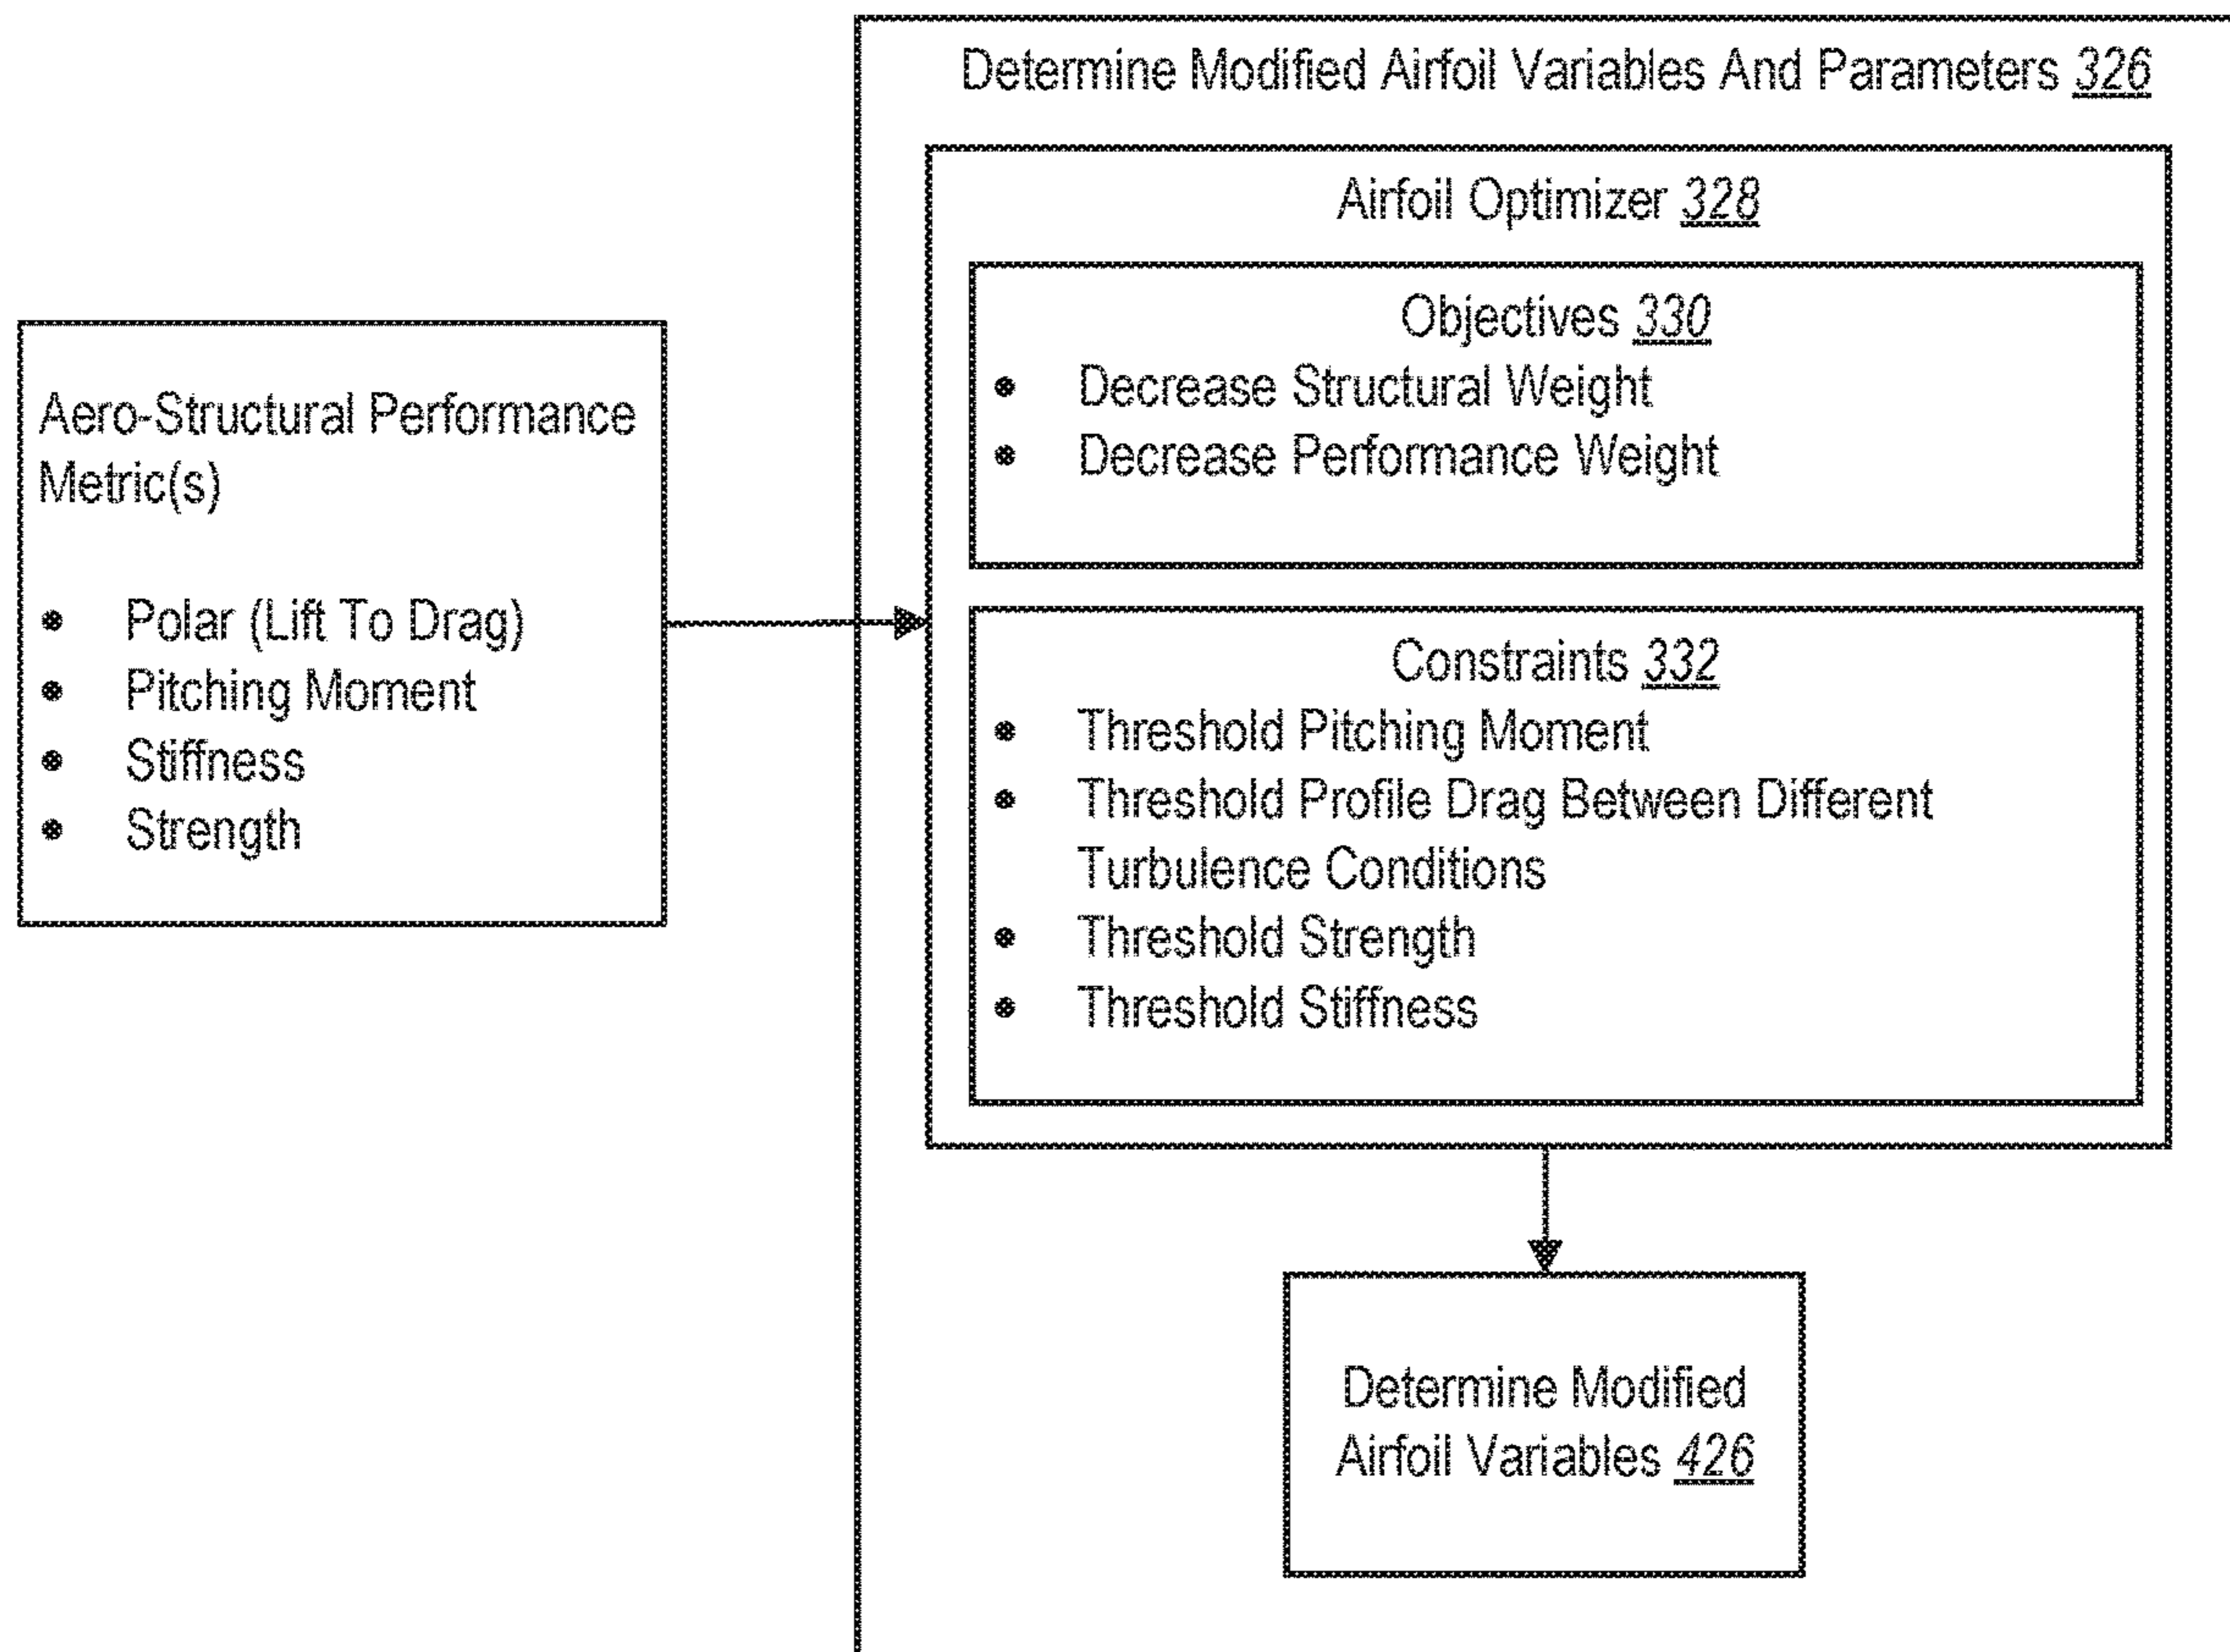 Determine Modified Airfoil Variables And Parameters 326
Airfoil Optimizer 328
Objectives 330
• Decrease Structural Weight
• Decrease Performance Weight
Aero-Structural Performance
Metric(s)
• Polar (Lift To Drag)
• Pitching Moment
• Stiffness
• Strength
Constraints 332
• Threshold Pitching Moment
• Threshold Profile Drag Between Different
Turbulence Conditions
• Threshold Strength
• Threshold Stiffness
Determine Modified
Airfoil Variables 426